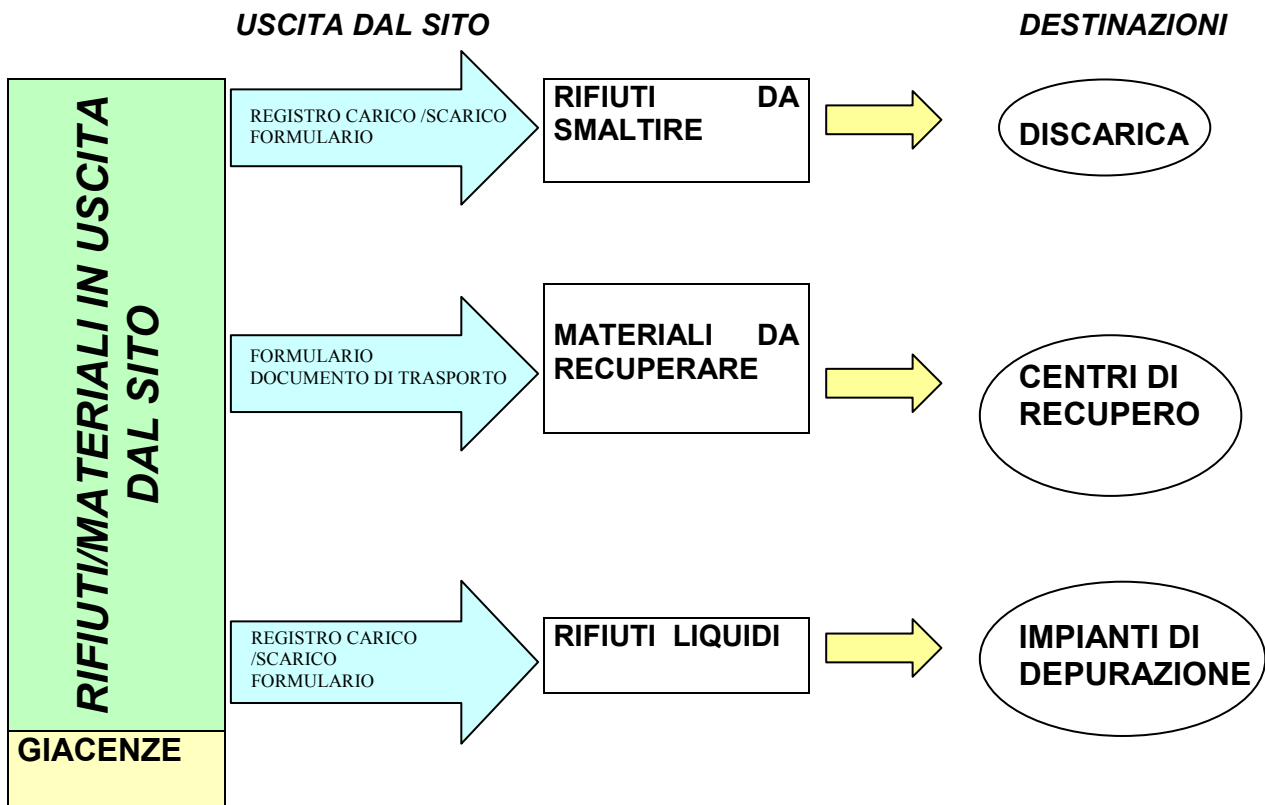 USCITA DAL SITO
DESTINAZIONI
RIFIUTI/MATERIALI IN USCITA
DAL SITO
REGISTRO CARICO /SCARICO
FORMULARIO
RIFIUTI DA
SMALTIRE
DISCARICA
FORMULARIO
DOCUMENTO DI TRASPORTO
MATERIALI DA
RECUPERARE
CENTRI DI
RECUPERO
REGISTRO CARICO
/SCARICO
FORMULARIO
RIFIUTI LIQUIDI
IMPIANTI DI
DEPURAZIONE
GIACENZE